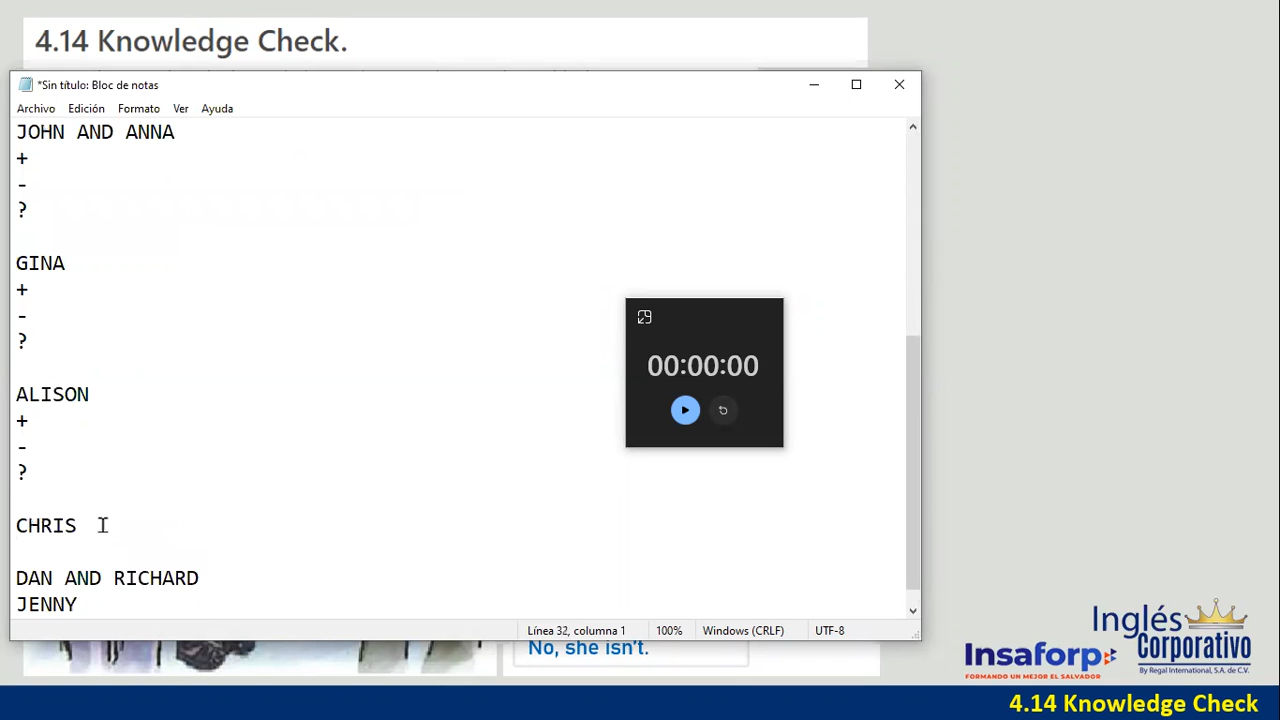 4.14 Knowledge Check.
*Sin título: Bloc de notas
Archivo Edición Formato Ver Ayuda
JOHN AND ANNA
+
-
?
GINA
+
-
?
ALISON
+
-
?
CHRIS
DAN AND RICHARD
JENNY
00:00:00
Línea 32, columna 1 100% Windows (CRLF) UTF-8
No, she isn't.
Insaforp
FORMANDO UN MEJOR EL SALVADOR
Inglés
Corporativo
By Regal International, S.A. de C.V.
4.14 Knowledge Check